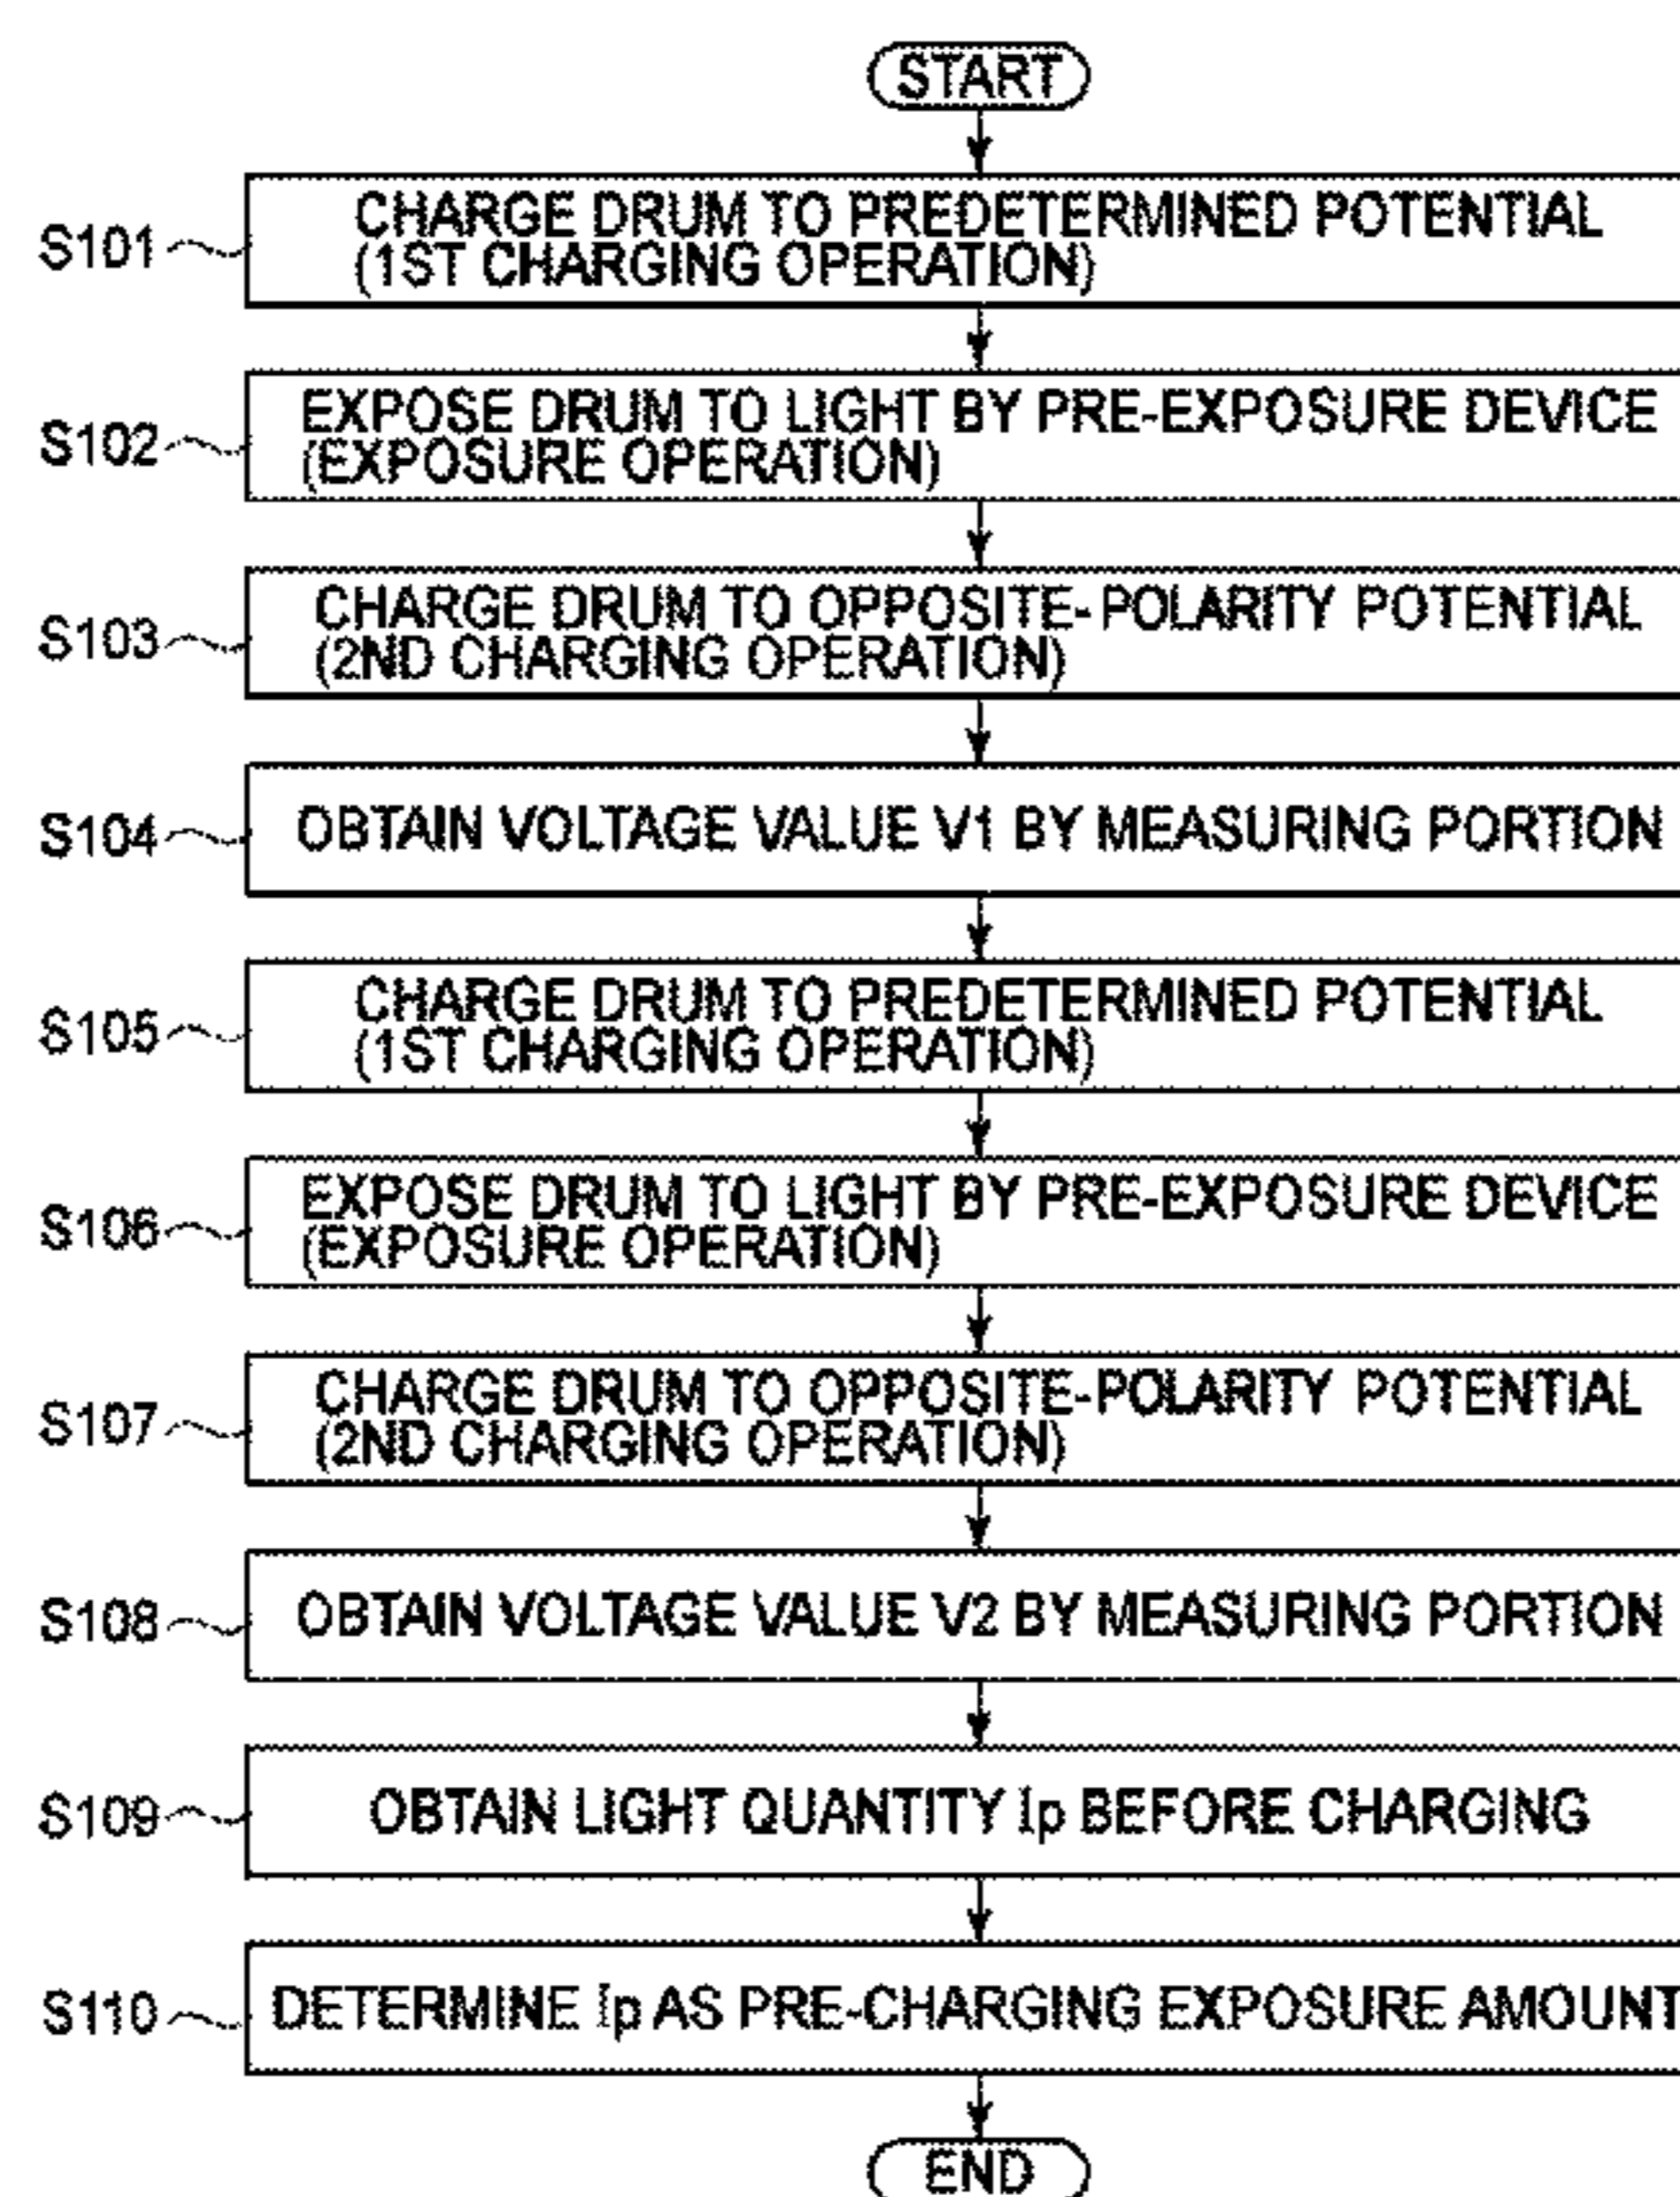 START
S101
CHARGE DRUM TO PREDETERMINED POTENTIAL
(1ST CHARGING OPERATION)
S102
EXPOSE DRUM TO LIGHT BY PRE-EXPOSURE DEVICE
(EXPOSURE OPERATION)
S103
CHARGE DRUM TO OPPOSITE-POLARITY POTENTIAL
(2ND CHARGING OPERATION)
S104
OBTAIN VOLTAGE VALUE V1 BY MEASURING PORTION
S105
CHARGE DRUM TO PREDETERMINED POTENTIAL
(1ST CHARGING OPERATION)
S106
EXPOSE DRUM TO LIGHT BY PRE-EXPOSURE DEVICE
(EXPOSURE OPERATION)
S107
CHARGE DRUM TO OPPOSITE-POLARITY POTENTIAL
(2ND CHARGING OPERATION)
S108
OBTAIN VOLTAGE VALUE V2 BY MEASURING PORTION
S109
OBTAIN LIGHT QUANTITY Ip BEFORE CHARGING
S110
DETERMINE Ip AS PRE-CHARGING EXPOSURE AMOUNT
END